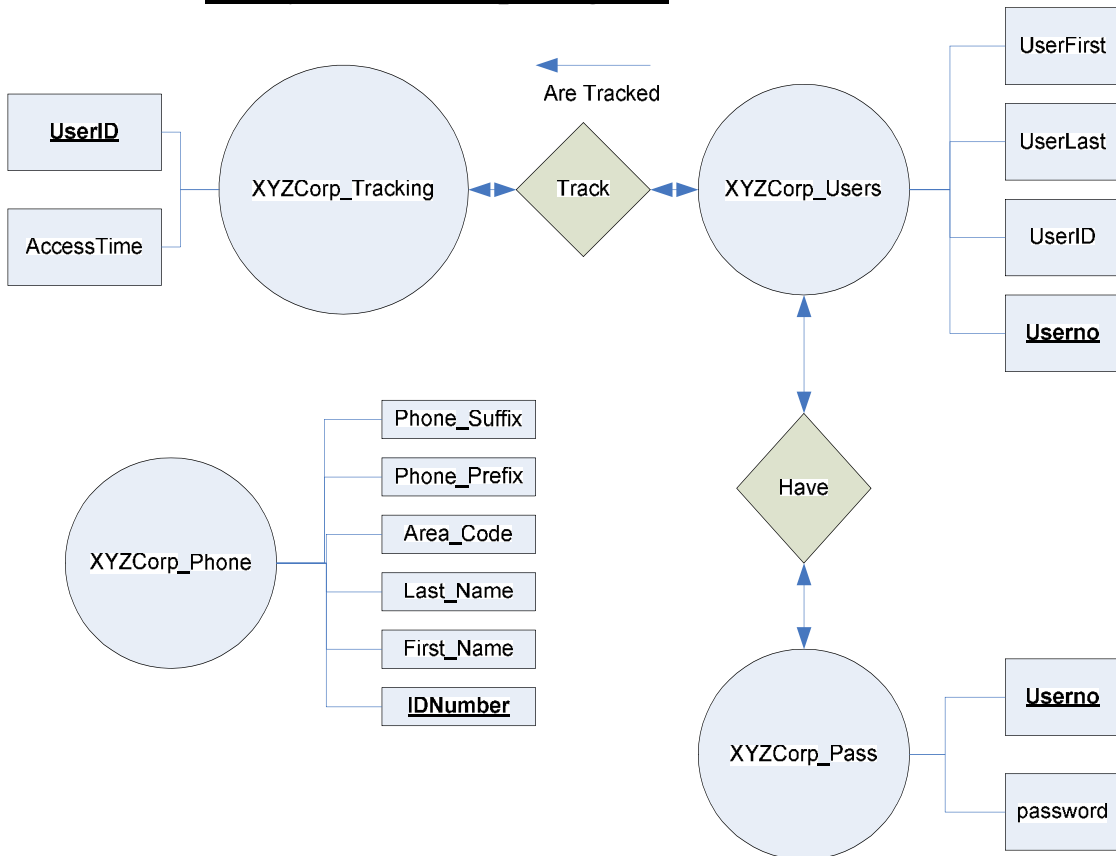 UserFirst
Are Tracked
UserID
UserLast
XYZCorp_Tracking
Track
XYZCorp_Users
AccessTime
UserID
Userno
Phone_Suffix
Phone_Prefix
Have
Area_Code
XYZCorp_Phone
Last_Name
First_Name
IDNumber
Userno
XYZCorp_Pass
password